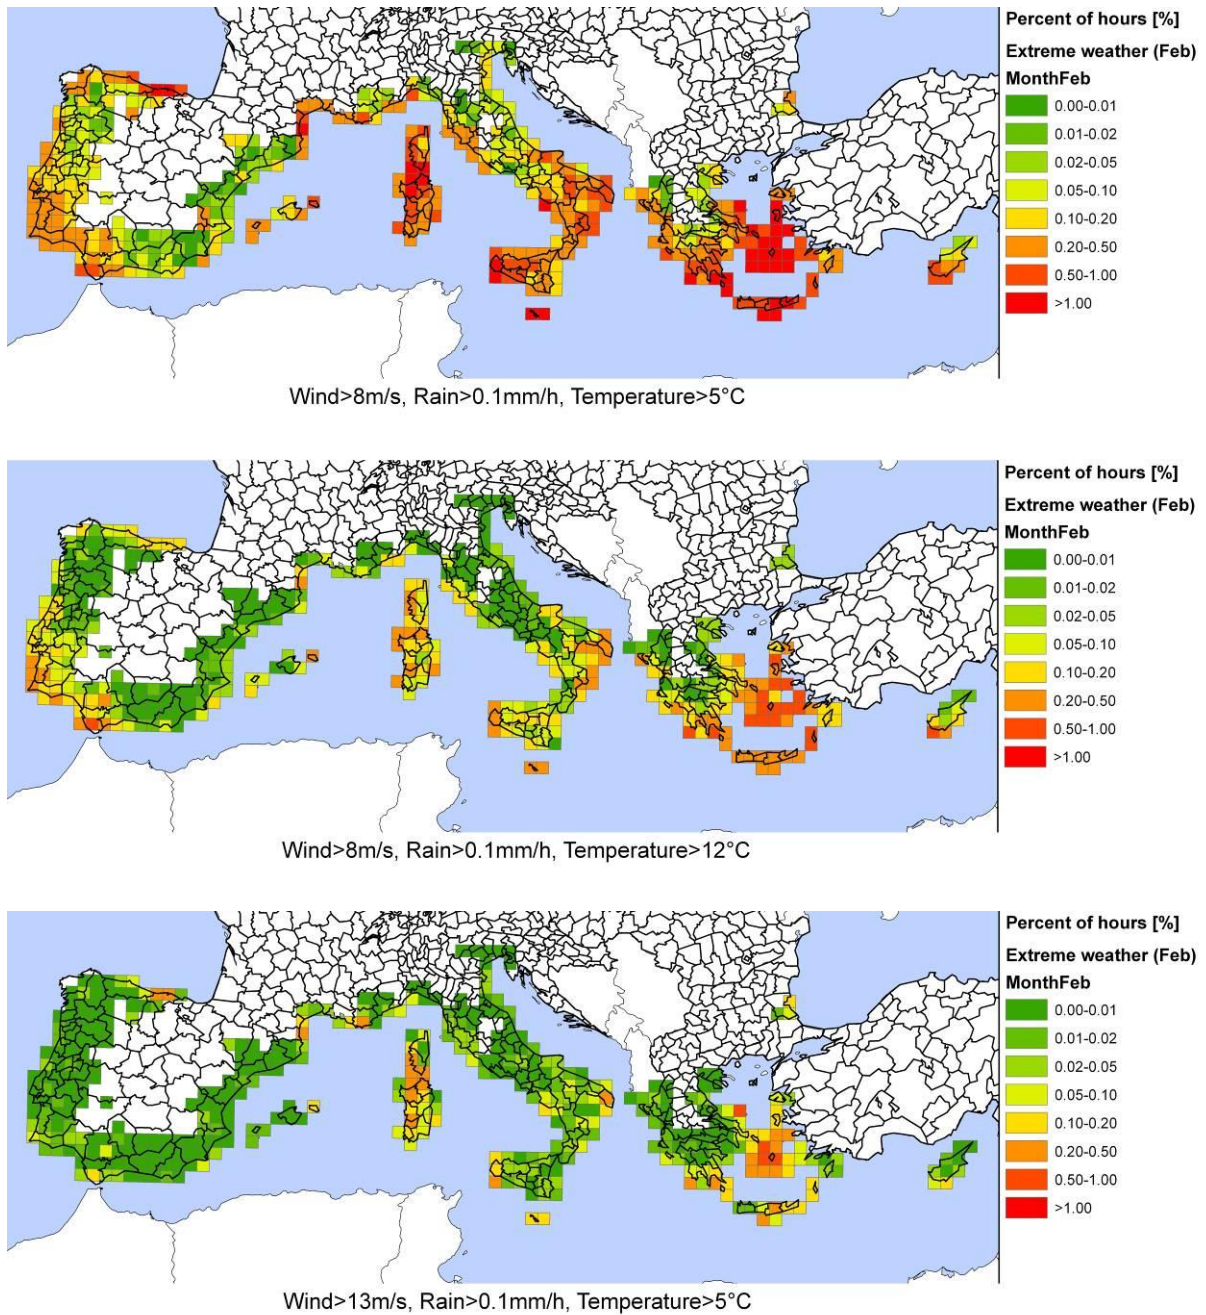 Percent of hours [%]
Extreme weather (Feb)
MonthFeb
0.00-0.01
0.01-0.02
0.02-0.05
0.05-0.10
0.10-0.20
0.20-0.50
0.50-1.00
>1.00
Wind>8m/s, Rain>0.1mm/h, Temperature>5°C
Percent of hours [%]
Extreme weather (Feb)
MonthFeb
0.00-0.01
0.01-0.02
0.02-0.05
0.05-0.10
0.10-0.20
0.20-0.50
0.50-1.00
>1.00
Wind>8m/s, Rain>0.1mm/h, Temperature>12°C
Percent of hours [%]
Extreme weather (Feb)
MonthFeb
0.00-0.01
0.01-0.02
0.02-0.05
0.05-0.10
0.10-0.20
0.20-0.50
0.50-1.00
>1.00
Wind>13m/s, Rain>0.1mm/h, Temperature>5°C